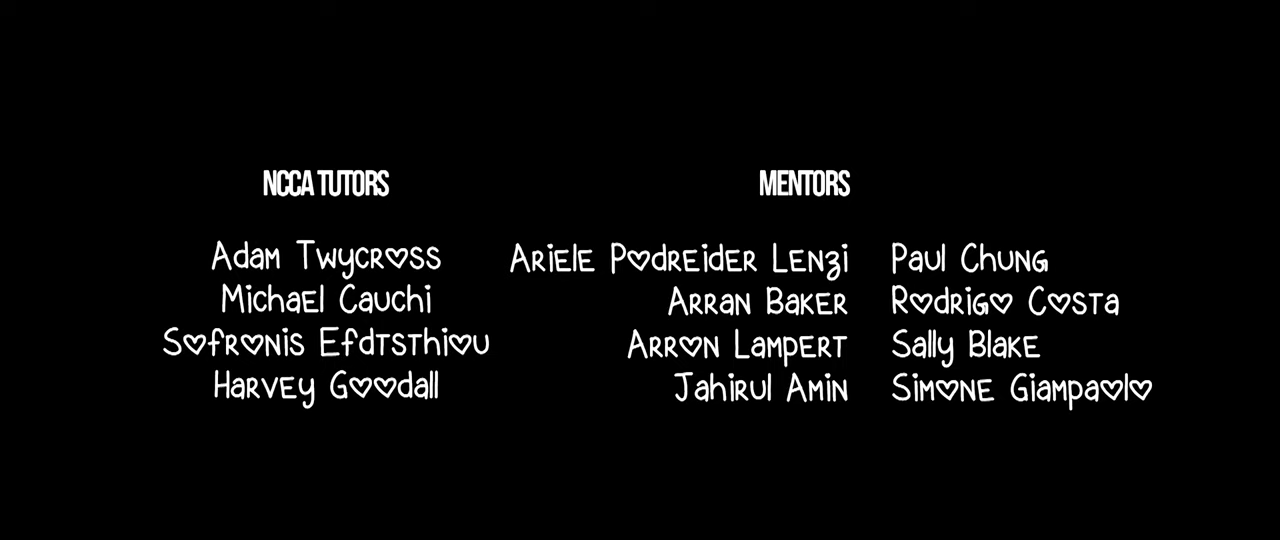 NCCA TUTORS
Adam Twycross
Michael Cauchi
Sofronis Efdtsthiou
Harvey Goodall
MENTORS
Ariele Podreider Lenzi
Arran Baker
Arron Lampert
Jahirul Amin
Paul Chung
Rodrigo Costa
Sally Blake
Simone Giampaolo